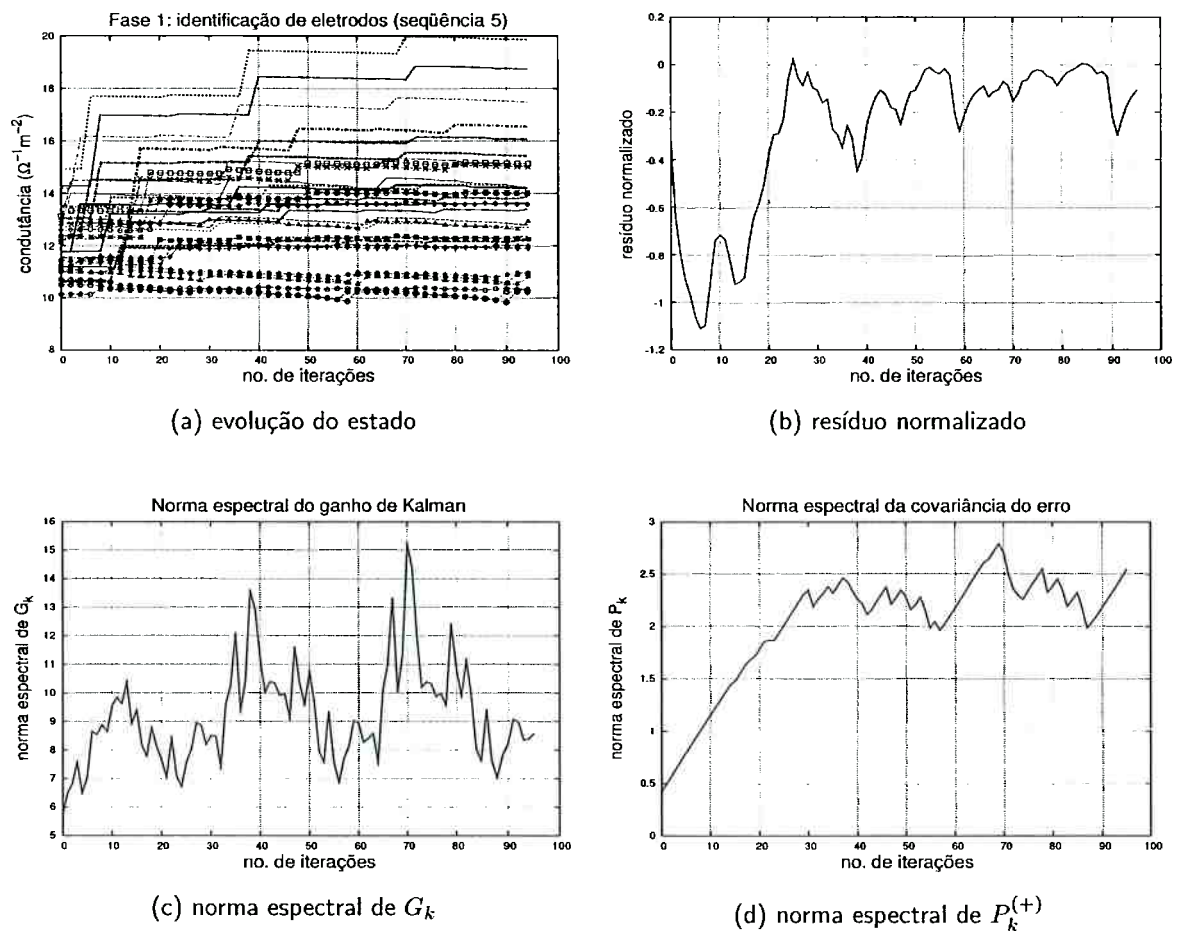 Fase 1: identificação de eletrodos (seqüência 5)
20
18
16
14
12
10
8
condutância (Ω⁻¹m⁻²)
0 10 20 30 40 50 60 70 80 90 100
no. de iterações
(a) evolução do estado
0.2
0
-0.2
-0.4
-0.6
-0.8
-1
-1.2
resíduo normalizado
0 10 20 30 40 50 60 70 80 90 100
no. de iterações
(b) resíduo normalizado
Norma espectral do ganho de Kalman
16
15
14
13
12
11
10
9
8
7
6
5
norma espectral de G_k
0 10 20 30 40 50 60 70 80 90 100
no. de iterações
(c) norma espectral de G_k
Norma espectral da covariância do erro
3
2.5
2
1.5
1
0.5
0
norma espectral de P_k
0 10 20 30 40 50 60 70 80 90 100
no. de iterações
(d) norma espectral de P_k^(+)